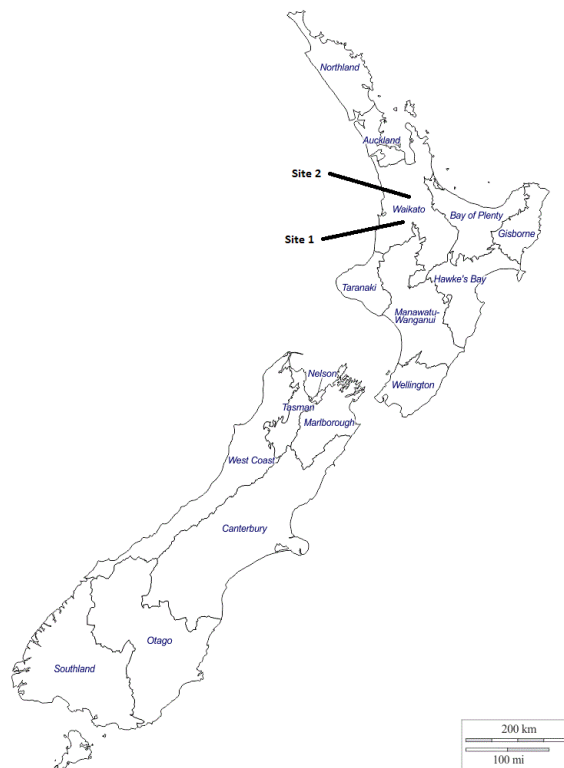 Northland
Auckland
Site 2
Waikato
Bay of Plenty
Gisborne
Site 1
Hawke's Bay
Taranaki
Manawatu-
Wanganui
Nelson
Wellington
Tasman
Marlborough
West Coast
Canterbury
Otago
Southland
200 km
100 mi